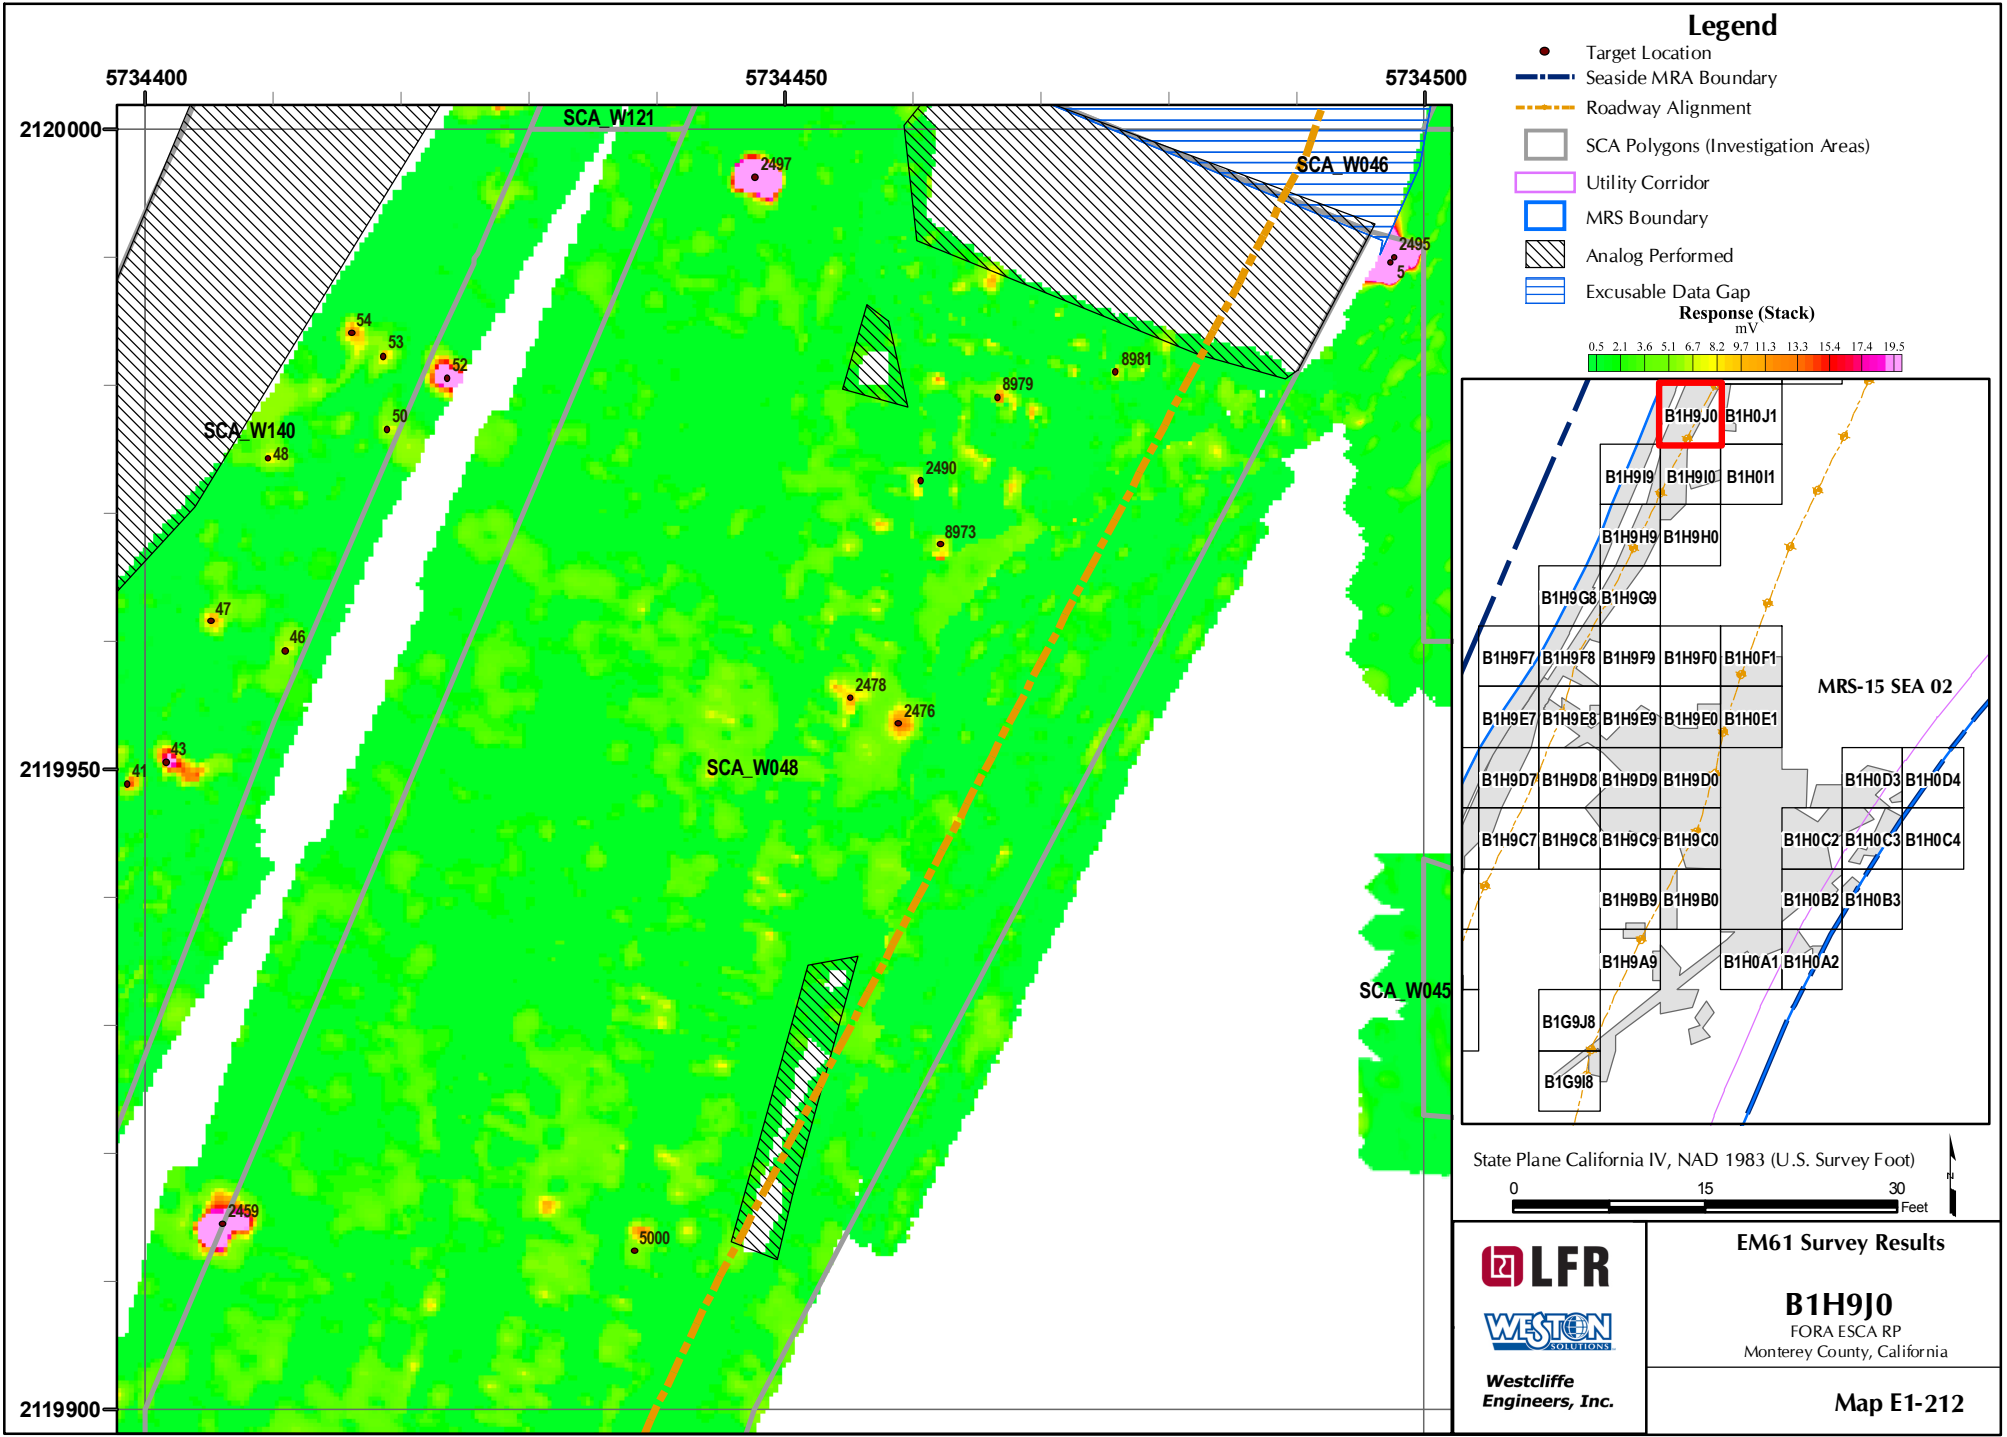 Legend
Target Location
Seaside MRA Boundary
Roadway Alignment
SCA Polygons (Investigation Areas)
Utility Corridor
MRS Boundary
Analog Performed
Excusable Data Gap
Response (Stack)
mV
0.5 2.1 3.6 5.1 6.7 8.2 9.7 11.3 13.3 15.4 17.4 19.5
5734400 5734450 5734500
2120000
2119950
2119900
SCA_W121
2497
SCA_W046
2495
5
54
53
52
8981
8979
50
SCA_W140
48
2490
8973
47
46
2478
2476
43
41
SCA_W048
SCA_W045
2459
5000
B1H9J0 B1H0J1
B1H9I9 B1H9I0 B1H0I1
B1H9H9 B1H9H0
B1H9G8 B1H9G9
B1H9F7 B1H9F8 B1H9F9 B1H9F0 B1H0F1
MRS-15 SEA 02
B1H9E7 B1H9E8 B1H9E9 B1H9E0 B1H0E1
B1H9D7 B1H9D8 B1H9D9 B1H9D0 B1H0D3 B1H0D4
B1H9C7 B1H9C8 B1H9C9 B1H9C0 B1H0C2 B1H0C3 B1H0C4
B1H9B9 B1H9B0 B1H0B2 B1H0B3
B1H9A9 B1H0A1 B1H0A2
B1G9J8
B1G9I8
State Plane California IV, NAD 1983 (U.S. Survey Foot)
0 15 30
Feet
N
LFR
WESTON
SOLUTIONS
Westcliffe
Engineers, Inc.
EM61 Survey Results
B1H9J0
FORA ESCA RP
Monterey County, California
Map E1-212